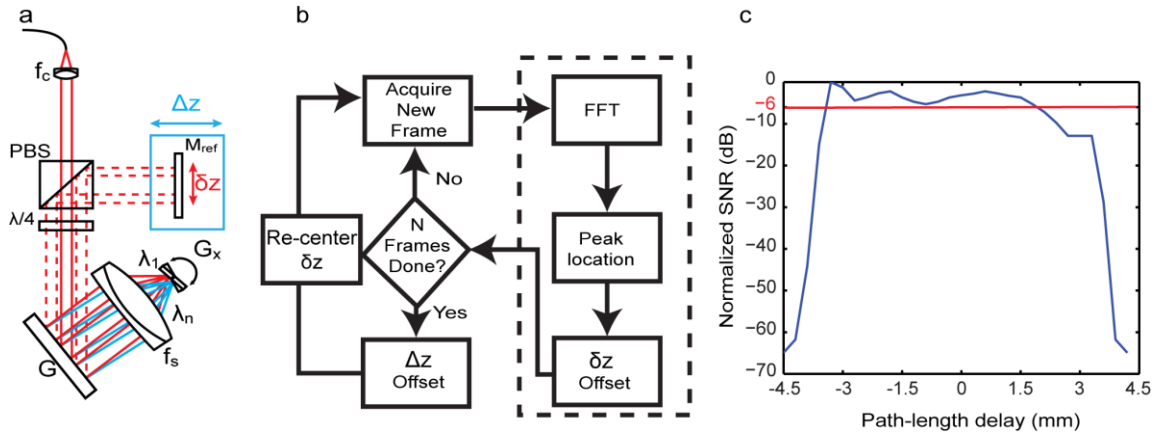 a
f_c
PBS
λ/4
Δz
M_ref
δz
G_x
λ_1
λ_n
f_s
G
b
Acquire
New
Frame
FFT
No
Re-center
δz
N
Frames
Done?
Peak
location
Yes
Δz
Offset
δz
Offset
c
Normalized SNR (dB)
0
−6
−10
−20
−30
−40
−50
−60
−70
-4.5
-3
-1.5
0
1.5
3
4.5
Path-length delay (mm)